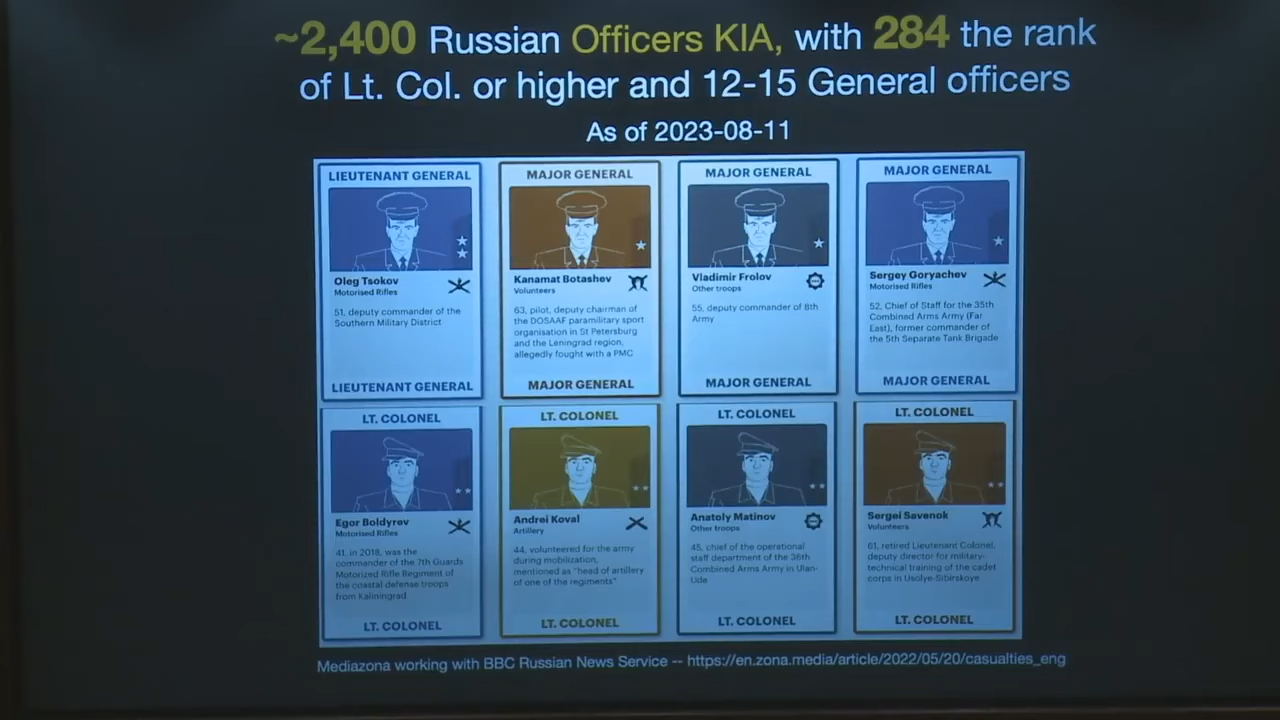 ~2,400 Russian Officers KIA, with 284 the rank
of Lt. Col. or higher and 12-15 General officers
As of 2023-08-11
LIEUTENANT GENERAL
Oleg Tsokov
Motorised Rifles
51, deputy commander of the
Southern Military District
LIEUTENANT GENERAL
MAJOR GENERAL
Kanamat Botashev
Volunteers
63, pilot, deputy chairman of
the DOSAAF paramilitary sport
organisation in St Petersburg
and the Leningrad region,
allegedly fought with a PMC
MAJOR GENERAL
MAJOR GENERAL
Vladimir Frolov
Other troops
55, deputy commander of 8th
Army
MAJOR GENERAL
MAJOR GENERAL
Sergey Goryachev
Motorised Rifles
52, Chief of Staff for the 35th
Combined Arms Army (Far
East), former commander of
the 5th Separate Tank Brigade
MAJOR GENERAL
LT. COLONEL
Egor Boldyrev
Motorised Rifles
41, in 2018, was the
commander of the 7th Guards
Motorized Rifle Regiment of
the coastal defense troops
from Kaliningrad
LT. COLONEL
LT. COLONEL
Andrei Koval
Artillery
44, volunteered for the army
during mobilization,
mentioned as "head of artillery
of one of the regiments"
LT. COLONEL
LT. COLONEL
Anatoly Matinov
Other troops
45, chief of the operational
staff department of the 36th
Combined Arms Army in Ulan-
Ude
LT. COLONEL
LT. COLONEL
Sergei Savenok
Volunteers
61, retired Lieutenant Colonel,
deputy director for military-
technical training of the cadet
corps in Usolye-Sibirskoye
LT. COLONEL
Mediazona working with BBC Russian News Service -- https://en.zona.media/article/2022/05/20/casualties_eng